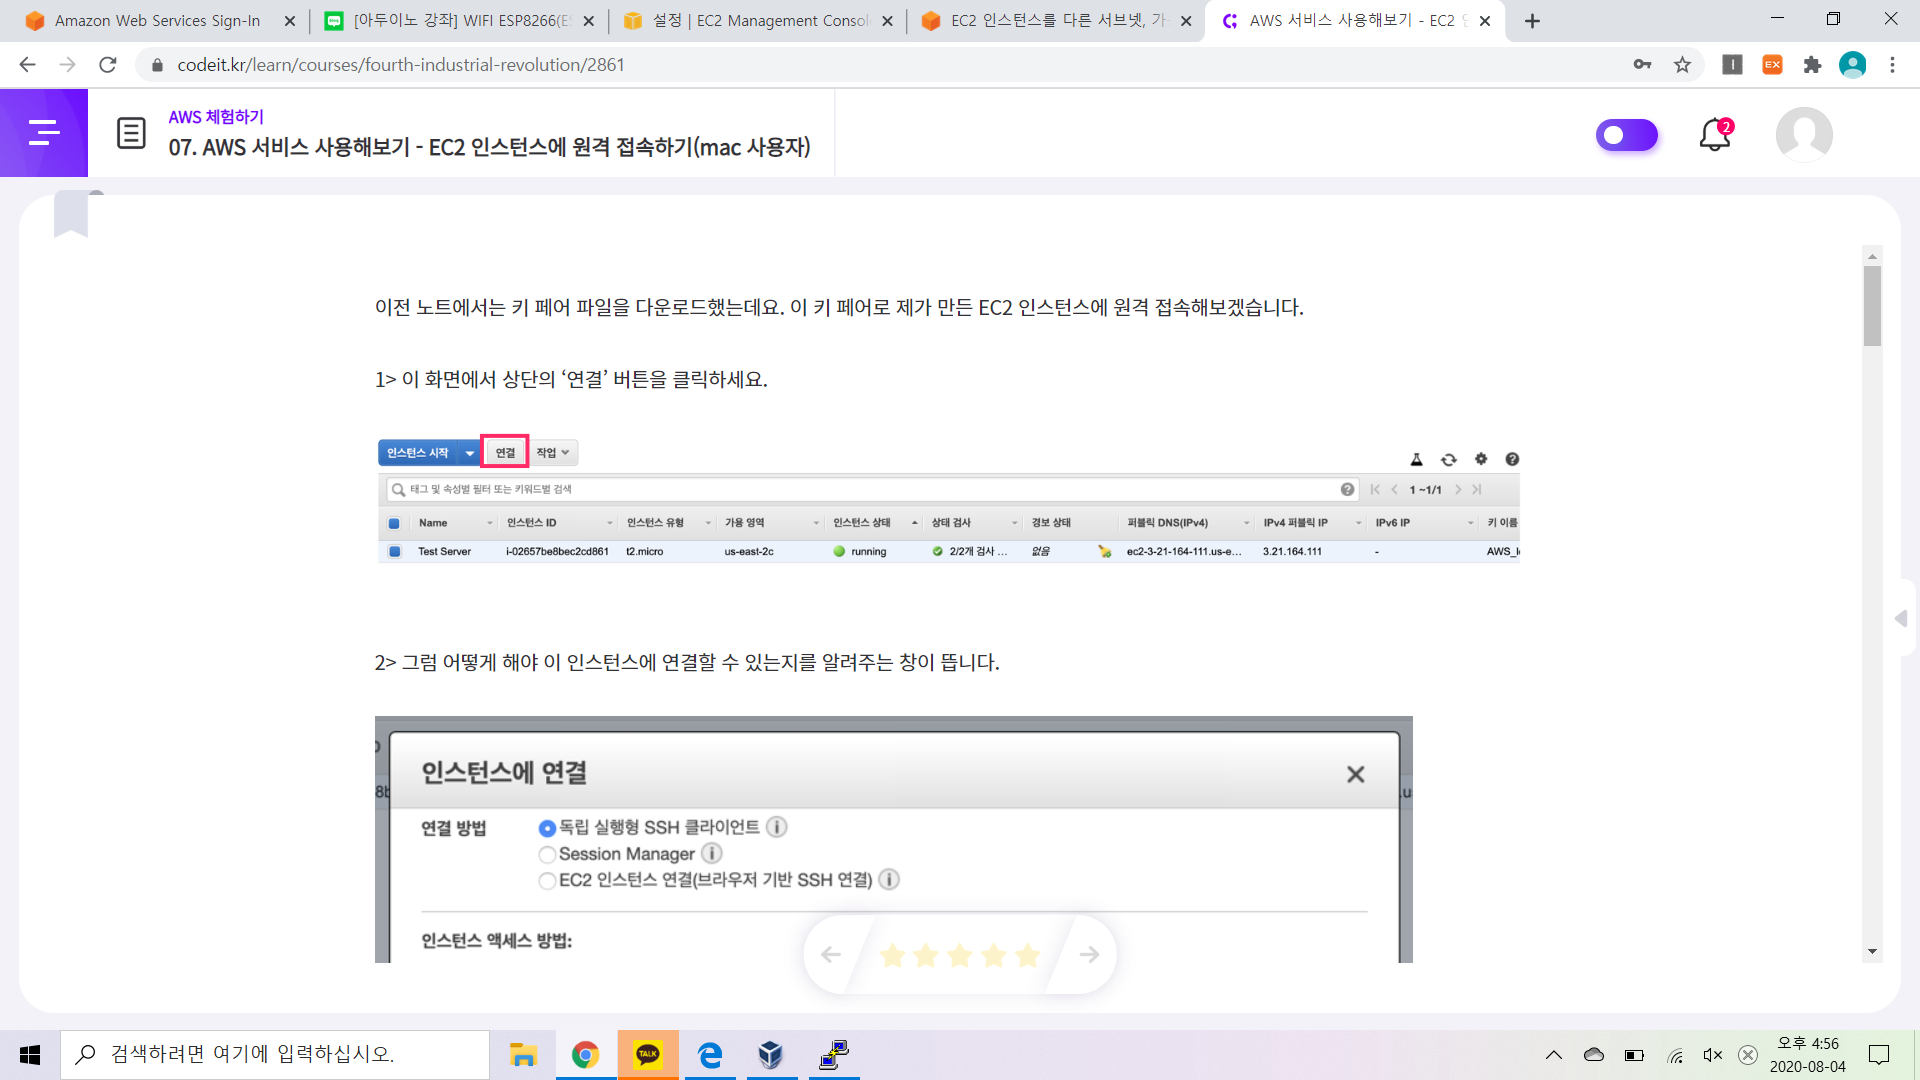 Amazon Web Services Sign-In
[아두이노 강좌] WIFI ESP8266(E
설정 | EC2 Management Consol
EC2 인스턴스를 다른 서브넷, 가
AWS 서비스 사용해보기 - EC2
codeit.kr/learn/courses/fourth-industrial-revolution/2861
EX
AWS 체험하기
07. AWS 서비스 사용해보기 - EC2 인스턴스에 원격 접속하기(mac 사용자)
2
이전 노트에서는 키 페어 파일을 다운로드했는데요. 이 키 페어로 제가 만든 EC2 인스턴스에 원격 접속해보겠습니다.
1> 이 화면에서 상단의 ‘연결’ 버튼을 클릭하세요.
인스턴스 시작 연결 작업
태그 및 속성별 필터 또는 키워드별 검색 1 ~1/1
Name 인스턴스 ID 인스턴스 유형 가용 영역 인스턴스 상태 상태 검사 경보 상태 퍼블릭 DNS(IPv4) IPv4 퍼블릭 IP IPv6 IP 키 이름
Test Server i-02657be8bec2cd861 t2.micro us-east-2c running 2/2개 검사 ... 없음 ec2-3-21-164-111.us-e... 3.21.164.111 - AWS_
2> 그럼 어떻게 해야 이 인스턴스에 연결할 수 있는지를 알려주는 창이 뜹니다.
인스턴스에 연결
8b
.u
연결 방법 독립 실행형 SSH 클라이언트
Session Manager
EC2 인스턴스 연결(브라우저 기반 SSH 연결)
인스턴스 액세스 방법:
검색하려면 여기에 입력하십시오.
TALK
오후 4:56
2020-08-04